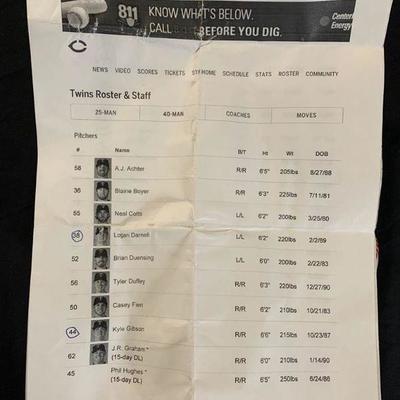 811 KNOW WHAT'S BELOW.
CALL BEFORE YOU DIG.
Center
Energy
NEWS VIDEO SCORES TICKETS HOME SCHEDULE STATS ROSTER COMMUNITY
Twins Roster & Staff
25-MAN 40-MAN COACHES MOVES
Pitchers
# Name B/T Ht Wt DOB
58 A.J. Achter R/R 6'5" 205lbs 8/27/88
36 Blaine Boyer R/R 6'3" 225lbs 7/11/81
55 Neal Cotts L/L 6'2" 200lbs 3/25/80
38 Logan Darnell L/L 6'2" 220lbs 2/2/89
52 Brian Duensing L/L 6'0" 200lbs 2/22/83
56 Tyler Duffey R/R 6'3" 220lbs 12/27/90
50 Casey Fien R/R 6'2" 210lbs 10/21/83
44 Kyle Gibson R/R 6'6" 215lbs 10/23/87
62 J.R. Graham * R/R 6'0" 210lbs 1/14/90
(15-day DL)
45 Phil Hughes * R/R 6'5" 250lbs 6/24/86
(15-day DL)